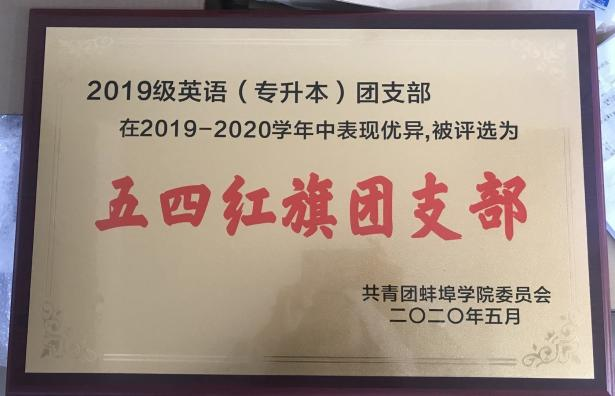 2019级英语（专升本）团支部
在2019-2020学年中表现优异,被评选为
五四红旗团支部
共青团蚌埠学院委员会
二〇二〇年五月